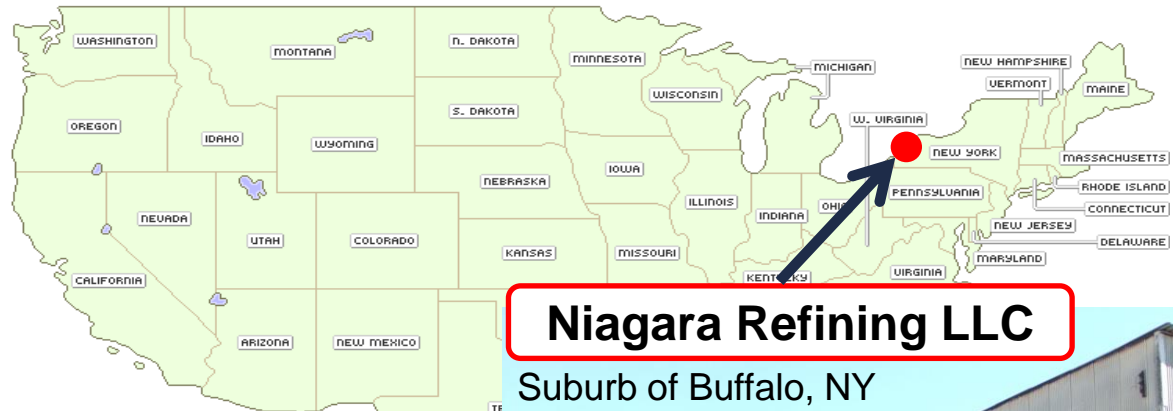 WASHINGTON
MONTANA
N. DAKOTA
MINNESOTA
MICHIGAN
NEW HAMPSHIRE
VERMONT
MAINE
WISCONSIN
OREGON
IDAHO
WYOMING
S. DAKOTA
W. VIRGINIA
NEW YORK
MASSACHUSETTS
IOWA
NEBRASKA
PENNSYLVANIA
RHODE ISLAND
ILLINOIS
INDIANA
OHIO
CONNECTICUT
NEVADA
UTAH
COLORADO
KANSAS
MISSOURI
NEW JERSEY
DELAWARE
MARYLAND
CALIFORNIA
KENTUCKY
VIRGINIA
Niagara Refining LLC
ARIZONA
NEW MEXICO
Suburb of Buffalo, NY